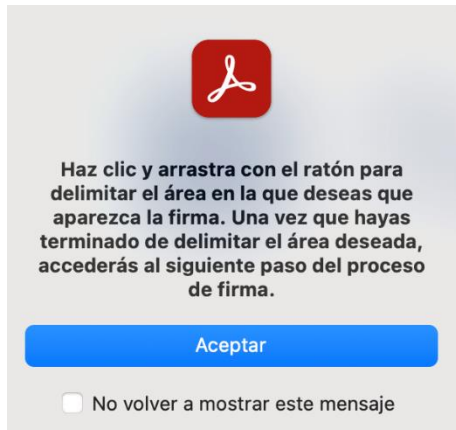 Haz clic y arrastra con el ratón para
delimitar el área en la que deseas que
aparezca la firma. Una vez que hayas
terminado de delimitar el área deseada,
accederás al siguiente paso del proceso
de firma.
Aceptar
No volver a mostrar este mensaje